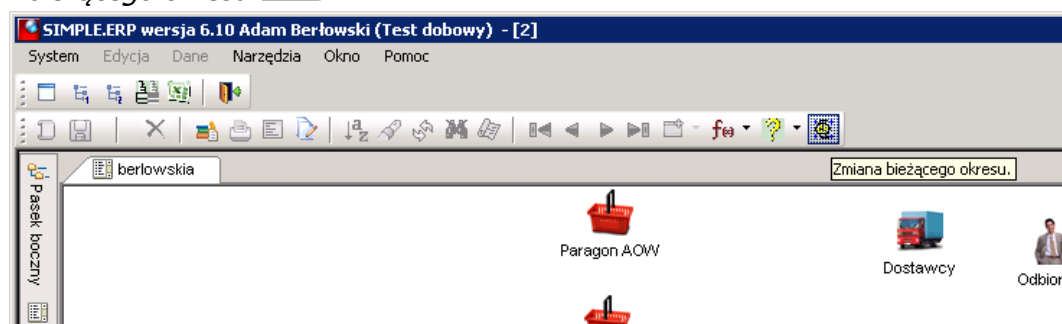 SIMPLE.ERP wersja 6.10 Adam Berłowski (Test dobowy) - [2]
System Edycja Dane Narzędzia Okno Pomoc
berlowskia
Zmiana bieżącego okresu.
Pasek boczny
Paragon AOW
Dostawcy
Odbior